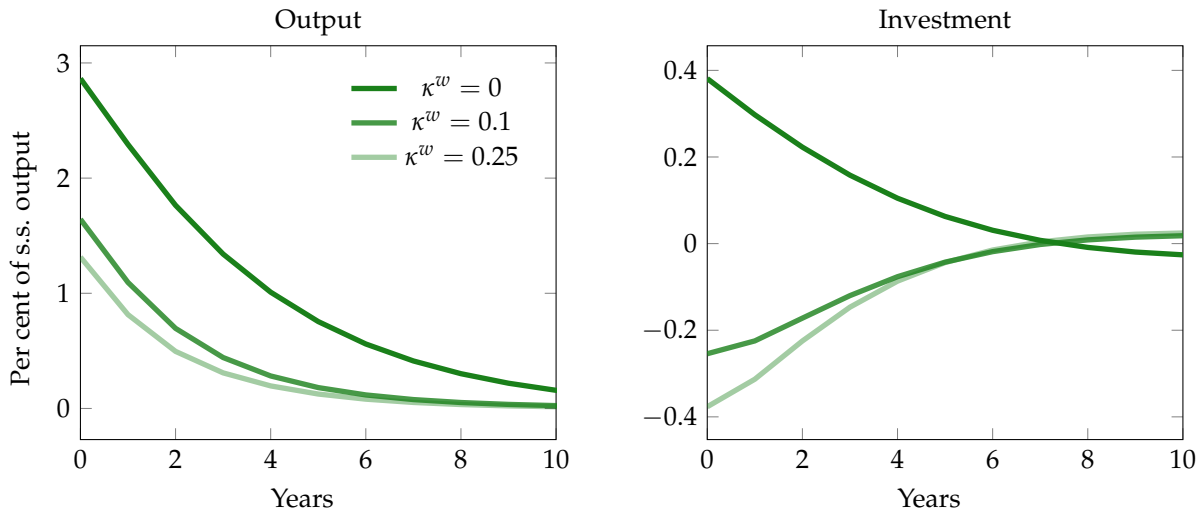 Output
Per cent of s.s. output
3
2
1
0
κ^w = 0
κ^w = 0.1
κ^w = 0.25
0 2 4 6 8 10
Years
Investment
0.4
0.2
0
−0.2
−0.4
0 2 4 6 8 10
Years